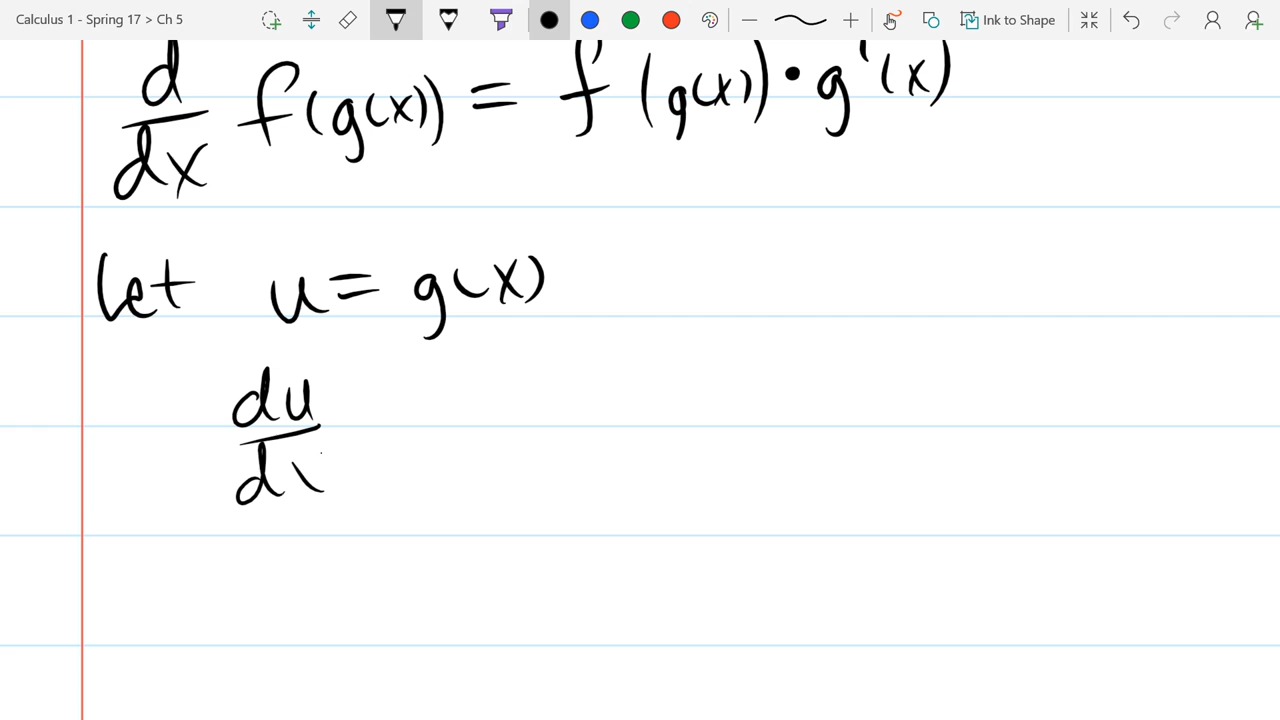 Calculus 1 - Spring 17 > Ch 5
Ink to Shape
d/dx f(g(x)) = f'(g(x)) • g'(x)
Let u = g(x)
du
d\